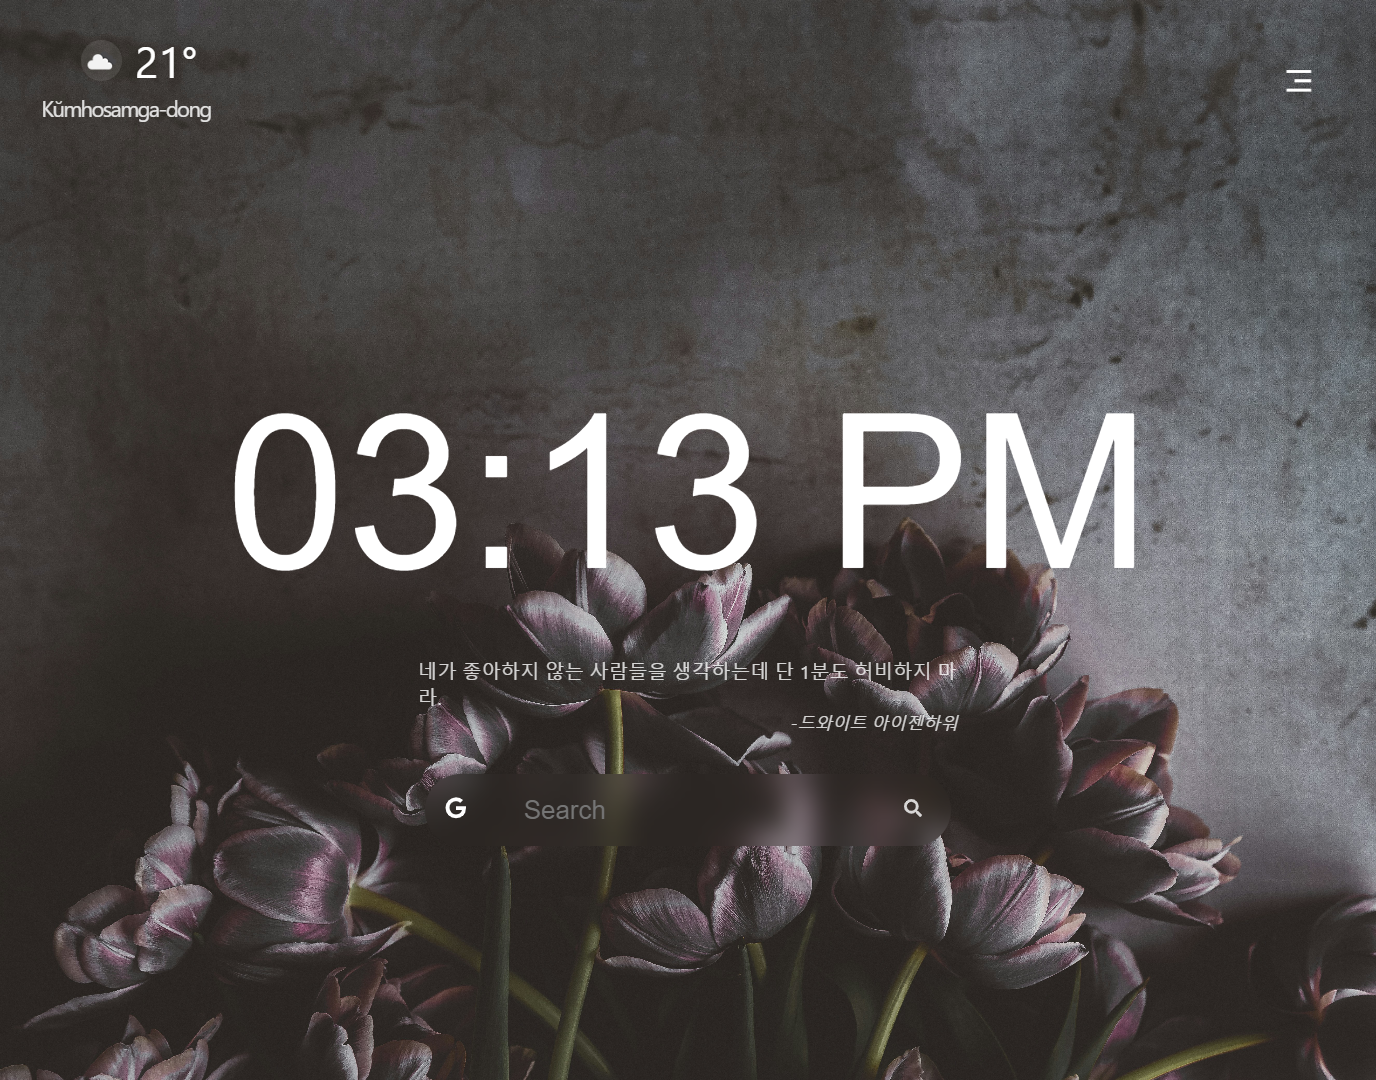 21°
Kŭmhosamga-dong
03:13 PM
네가 좋아하지 않는 사람들을 생각하는데 단 1분도 허비하지 마
라.
-드와이트 아이젠하워
G
Search